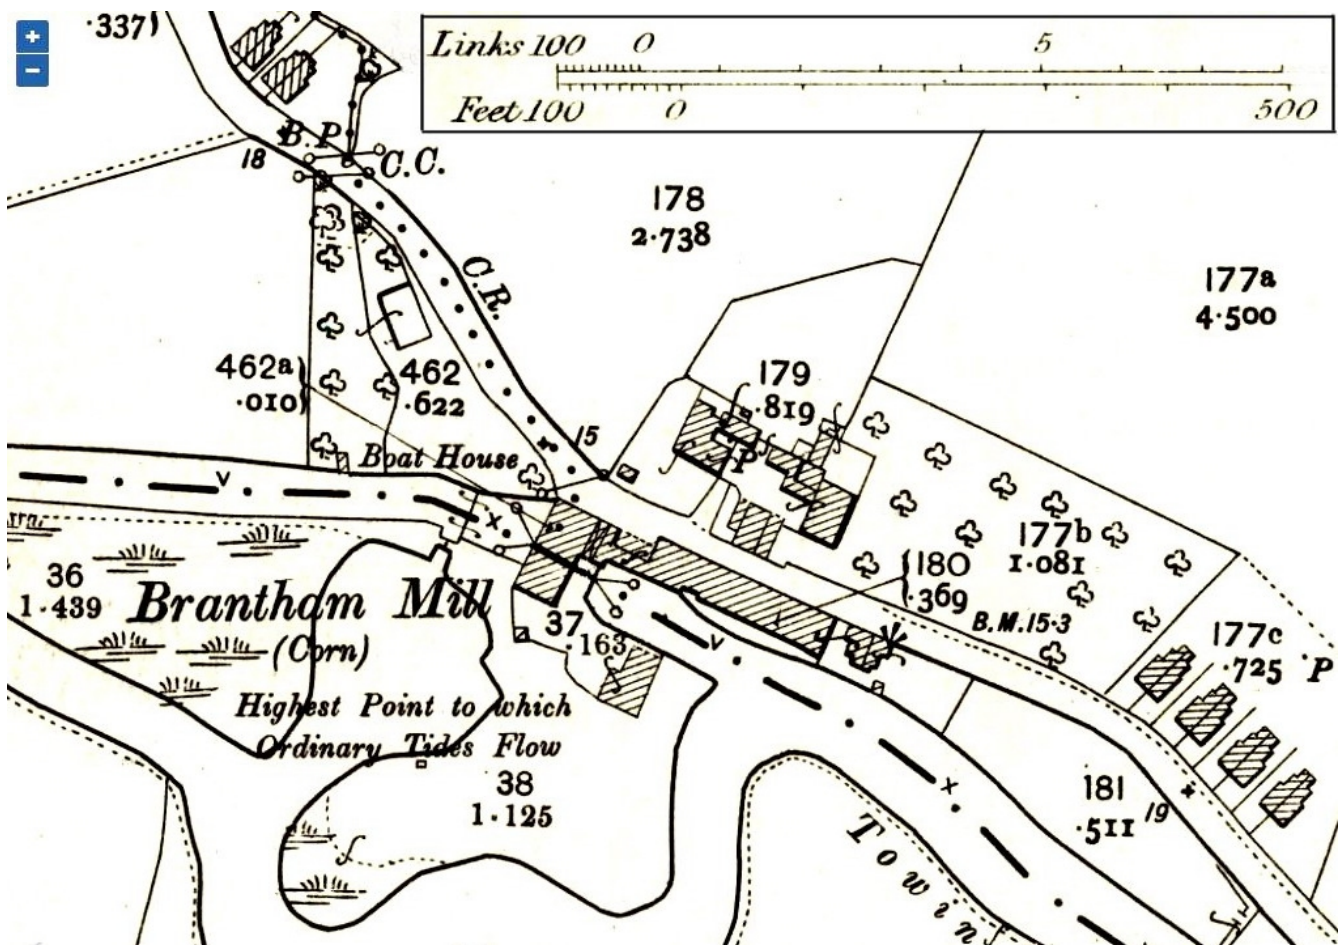 +
−
·337)
Links 100 0 5
Feet 100 0 500
B.P.
18
C.C.
178
2·738
177a
4·500
C.R.
462a
·010
462
·622
179
·819
15
Boat House
P
177b
1·081
180
·369
B.M.15·3
36
1·439
Brantham Mill
(Corn)
37
·163
177c
·725
P
Highest Point to which
Ordinary Tides Flow
38
1·125
181
·511
19
Towin